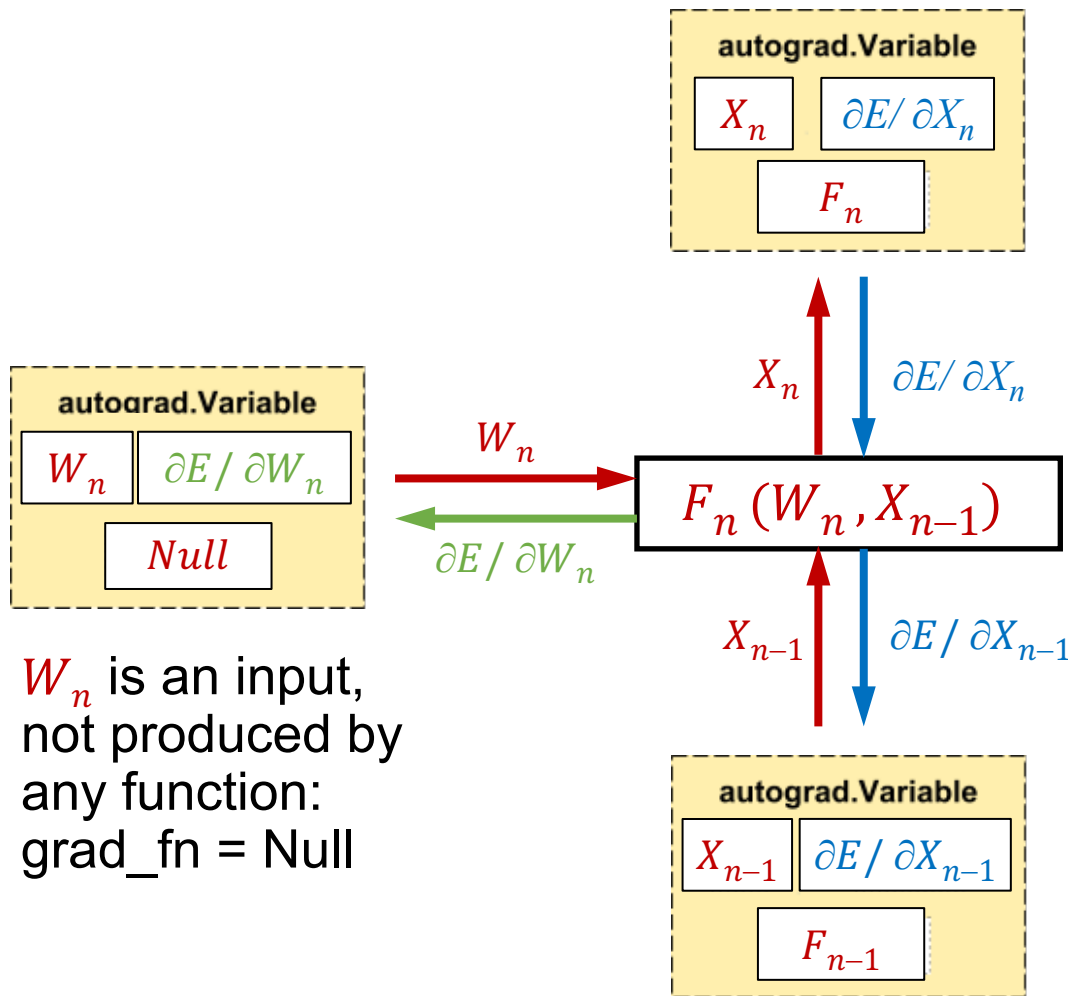 autograd.Variable
Xₙ ∂E/ ∂Xₙ
Fₙ
Xₙ ∂E/ ∂Xₙ
autograd.Variable
Wₙ ∂E/ ∂Wₙ
Null
Wₙ
∂E/ ∂Wₙ
Fₙ (Wₙ, Xₙ₋₁)
Xₙ₋₁ ∂E/ ∂Xₙ₋₁
Wₙ is an input,
not produced by
any function:
grad_fn = Null
autograd.Variable
Xₙ₋₁ ∂E/ ∂Xₙ₋₁
Fₙ₋₁